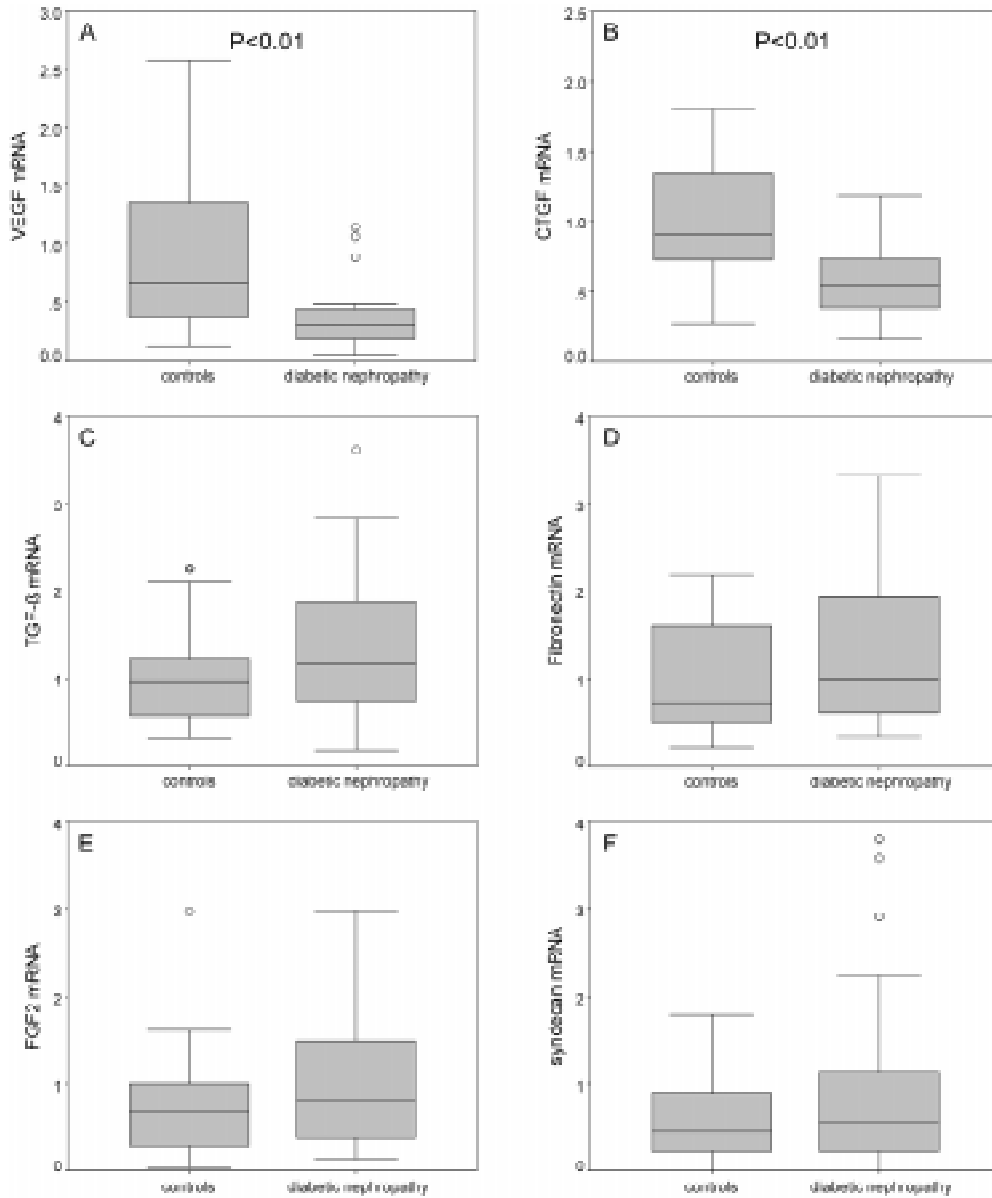 A
P<0.01
VEGF mRNA
3.0
2.5
2.0
1.5
1.0
.5
0.0
controls
diabetic nephropathy
B
P<0.01
CTGF mRNA
2.5
2.0
1.5
1.0
.5
0.0
controls
diabetic nephropathy
C
TGF-ß mRNA
4
3
2
1
0
controls
diabetic nephropathy
D
Fibronectin mRNA
4
3
2
1
0
controls
diabetic nephropathy
E
FGF2 mRNA
4
3
2
1
0
controls
diabetic nephropathy
F
syndecan mRNA
4
3
2
1
0
controls
diabetic nephropathy